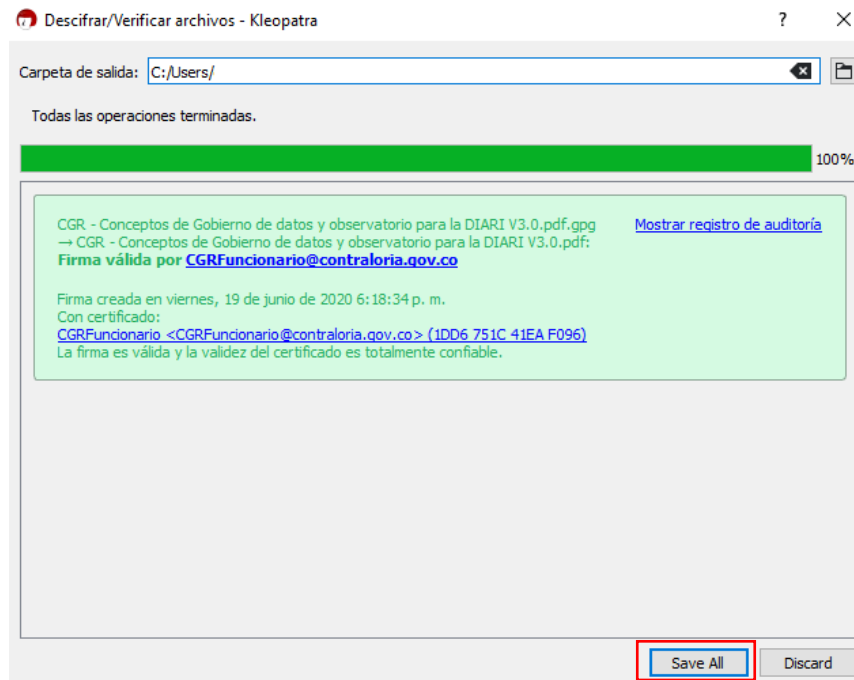 Descifrar/Verificar archivos - Kleopatra
Carpeta de salida: C:/Users/
Todas las operaciones terminadas.
100%
CGR - Conceptos de Gobierno de datos y observatorio para la DIARI V3.0.pdf.gpg Mostrar registro de auditoría
→ CGR - Conceptos de Gobierno de datos y observatorio para la DIARI V3.0.pdf:
Firma válida por CGRFuncionario@contraloria.gov.co
Firma creada en viernes, 19 de junio de 2020 6:18:34 p. m.
Con certificado:
CGRFuncionario <CGRFuncionario@contraloria.gov.co> (1DD6 751C 41EA F096)
La firma es válida y la validez del certificado es totalmente confiable.
Save All Discard